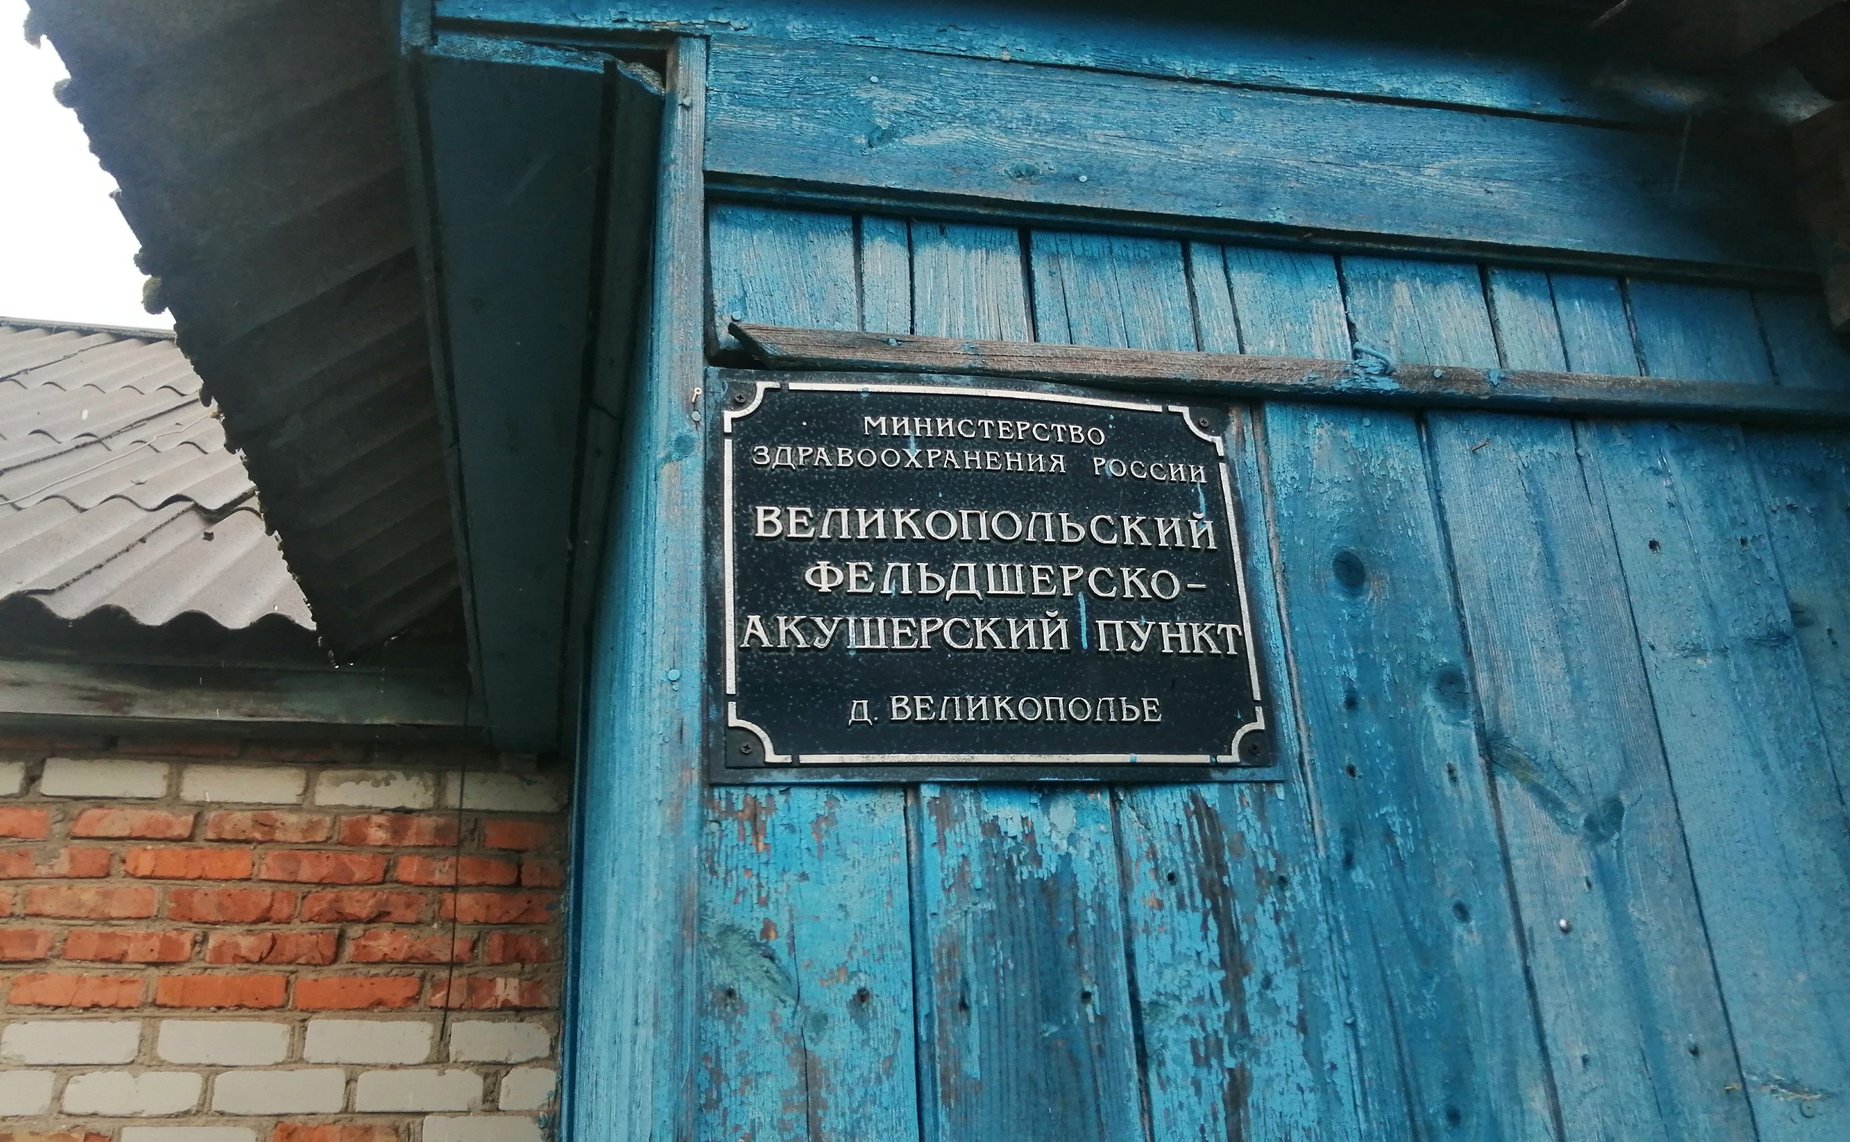 МИНИСТЕРСТВО
ЗДРАВООХРАНЕНИЯ РОССИИ
ВЕЛИКОПОЛЬСКИЙ
ФЕЛЬДШЕРСКО-
АКУШЕРСКИЙ ПУНКТ
д. ВЕЛИКОПОЛЬЕ